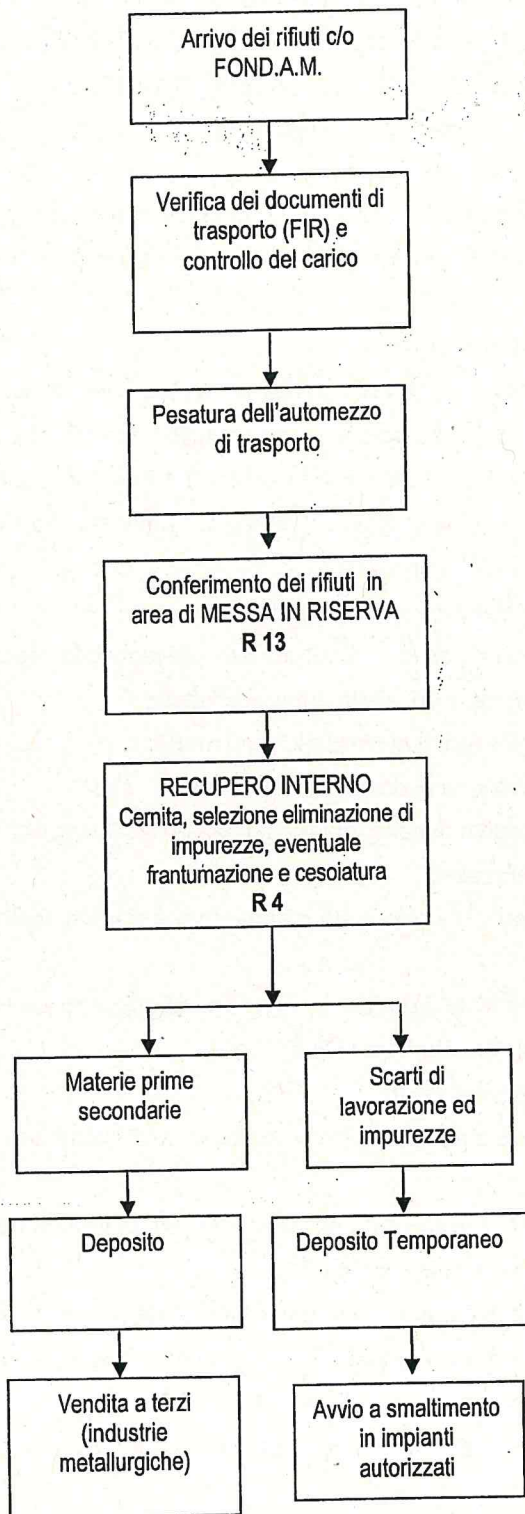 Arrivo dei rifiuti c/o
FOND.A.M.
Verifica dei documenti di
trasporto (FIR) e
controllo del carico
Pesatura dell'automezzo
di trasporto
Conferimento dei rifiuti in
area di MESSA IN RISERVA
R 13
RECUPERO INTERNO
Cernita, selezione eliminazione di
impurezze, eventuale
frantumazione e cesoiatura
R 4
Materie prime
secondarie
Scarti di
lavorazione ed
impurezze
Deposito
Deposito Temporaneo
Vendita a terzi
(industrie
metallurgiche)
Avvio a smaltimento
in impianti
autorizzati